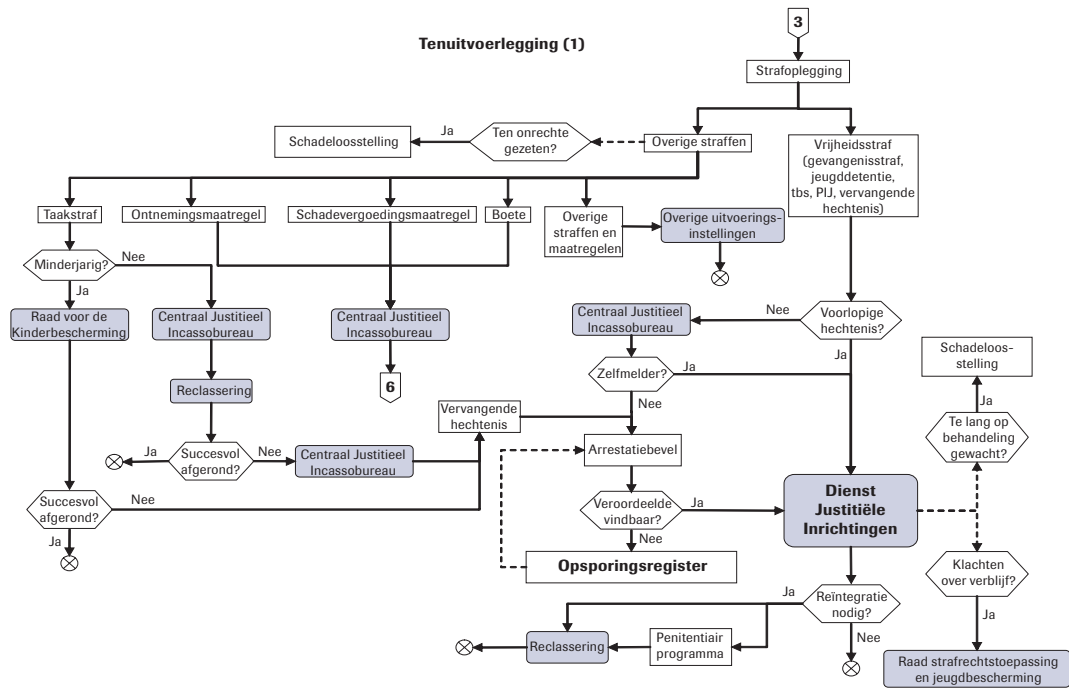 3
Tenuitvoerlegging (1)
Strafoplegging
Schadeloosstelling
Ja
Ten onrechte
gezeten?
Overige straffen
Vrijheidsstraf
(gevangenisstraf,
jeugddetentie,
tbs, PIJ, vervangende
hechtenis)
Taakstraf
Ontnemingsmaatregel
Schadevergoedingsmaatregel
Boete
Overige
straffen en
maatregelen
Overige uitvoerings-
instellingen
Minderjarig?
Nee
Ja
Raad voor de
Kinderbescherming
Centraal Justitieel
Incassobureau
Centraal Justitieel
Incassobureau
Centraal Justitieel
Incassobureau
Nee
Voorlopige
hechtenis?
Ja
6
Reclassering
Zelfmelder?
Ja
Nee
Schadeloos-
stelling
Ja
Te lang op
behandeling
gewacht?
Vervangende
hechtenis
Ja
Succesvol
afgerond?
Nee
Centraal Justitieel
Incassobureau
Arrestatiebevel
Succesvol
afgerond?
Nee
Ja
Veroordeelde
vindbaar?
Ja
Nee
Dienst
Justitiële
Inrichtingen
Opsporingsregister
Klachten
over verblijf?
Ja
Ja
Reïntegratie
nodig?
Nee
Reclassering
Penitentiair
programma
Raad strafrechtstoepassing
en jeugdbescherming